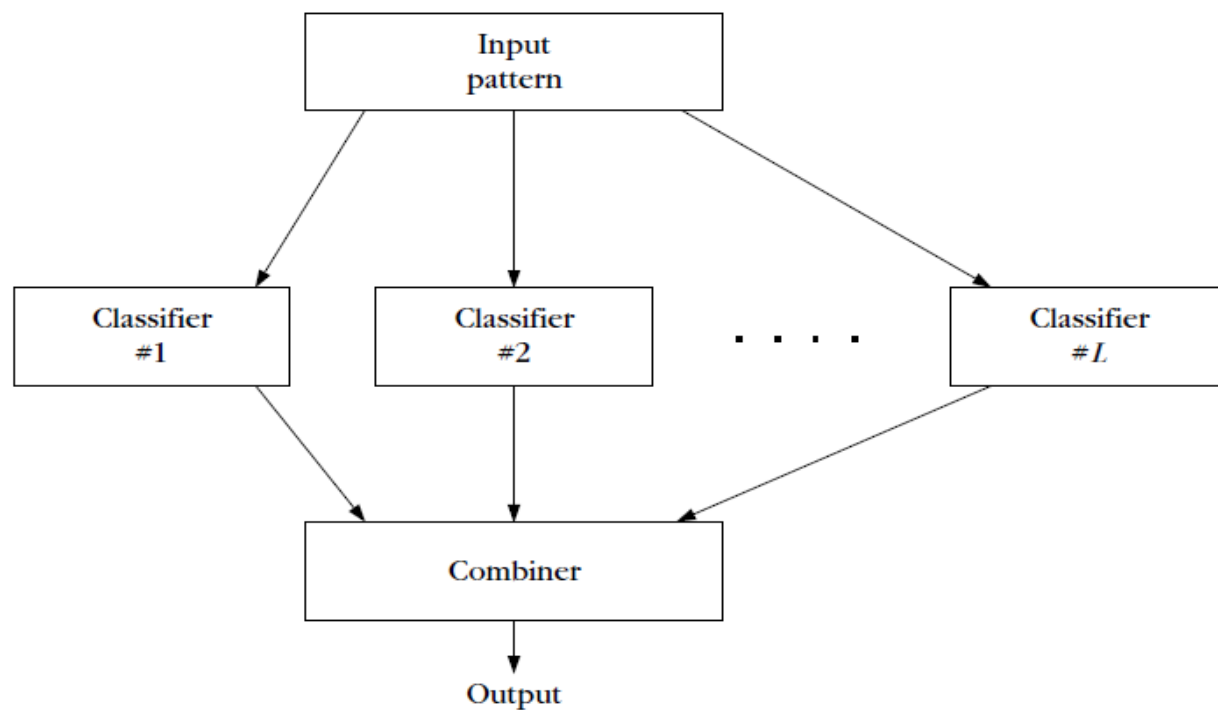 Input
pattern
Classifier
#1
Classifier
#2
Classifier
#L
Combiner
Output